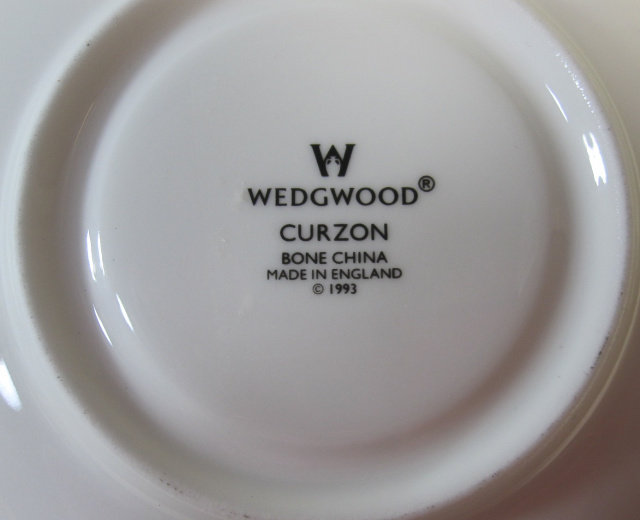 W
WEDGWOOD®
CURZON
BONE CHINA
MADE IN ENGLAND
© 1993